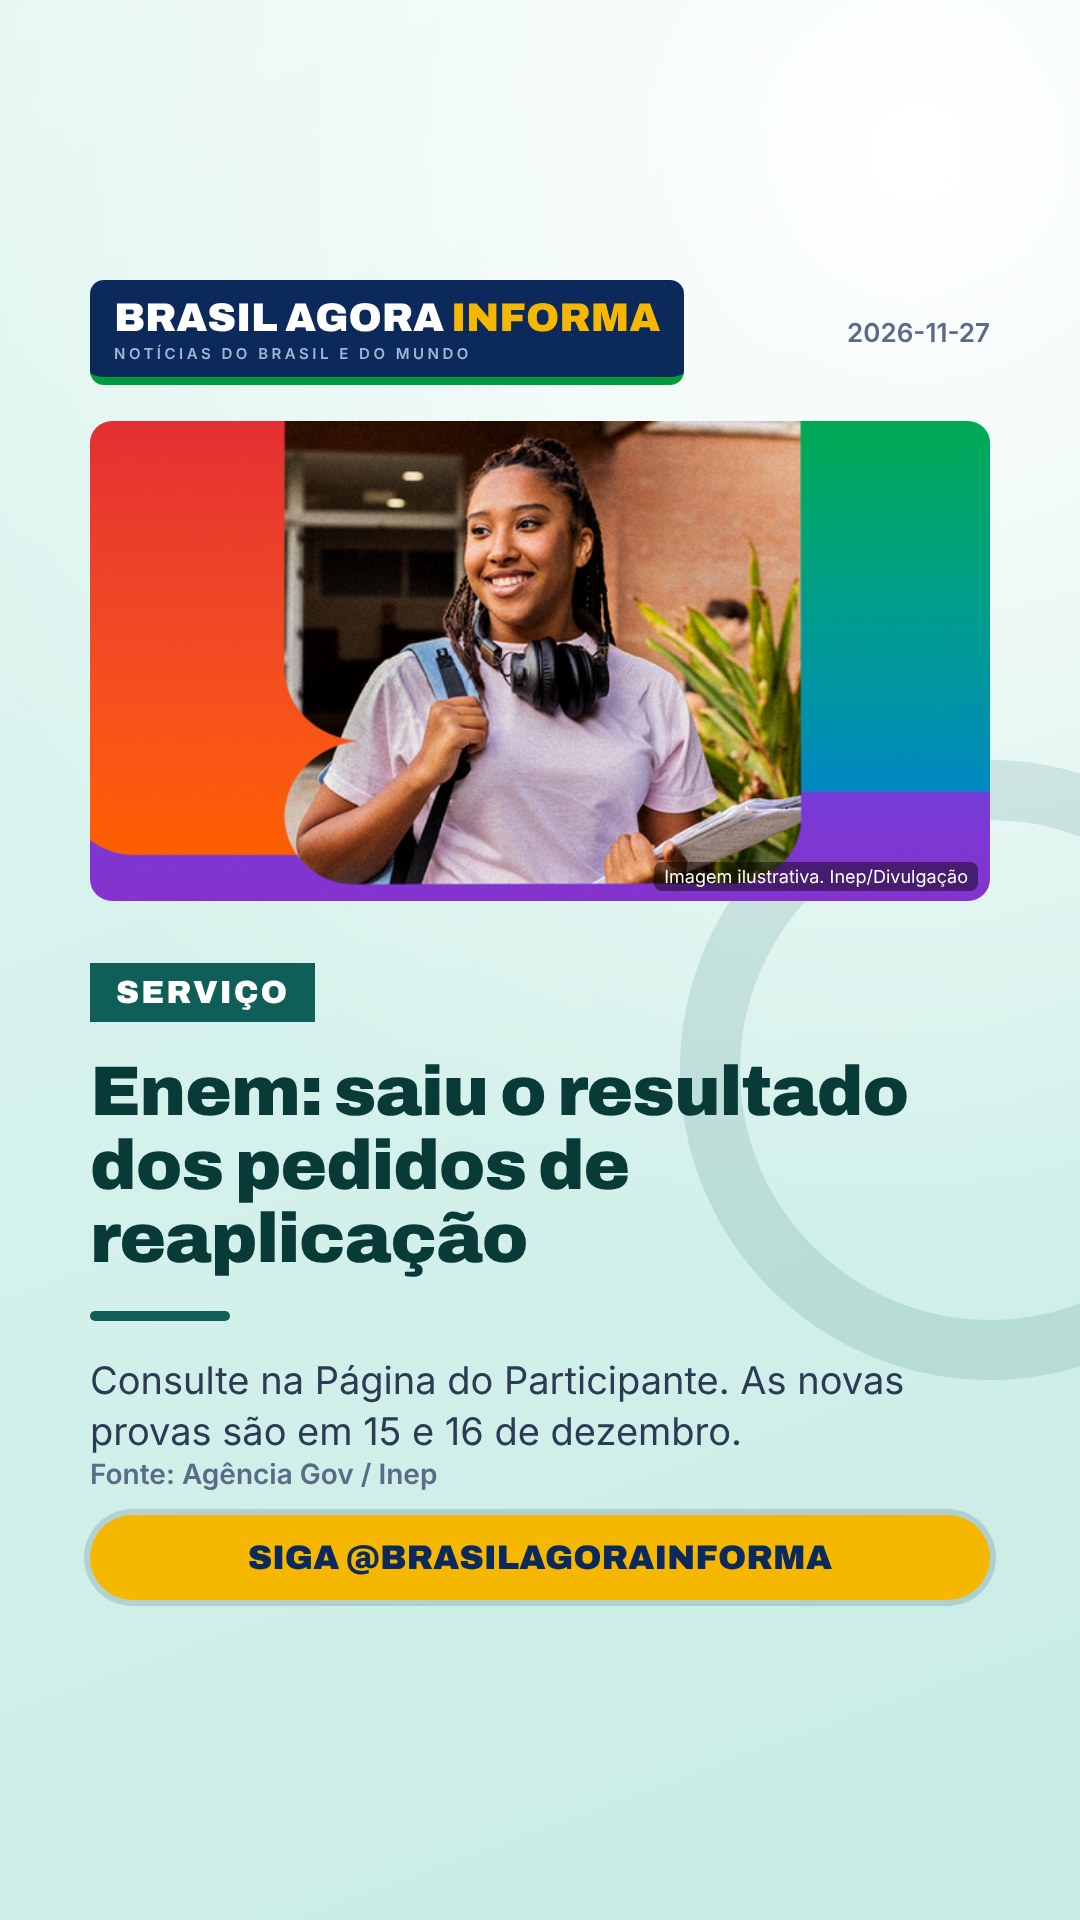 BRASIL AGORA INFORMA
NOTÍCIAS DO BRASIL E DO MUNDO
2026-11-27
Imagem ilustrativa. Inep/Divulgação
SERVIÇO
Enem: saiu o resultado
dos pedidos de
reaplicação
Consulte na Página do Participante. As novas
provas são em 15 e 16 de dezembro.
Fonte: Agência Gov / Inep
SIGA @BRASILAGORAINFORMA